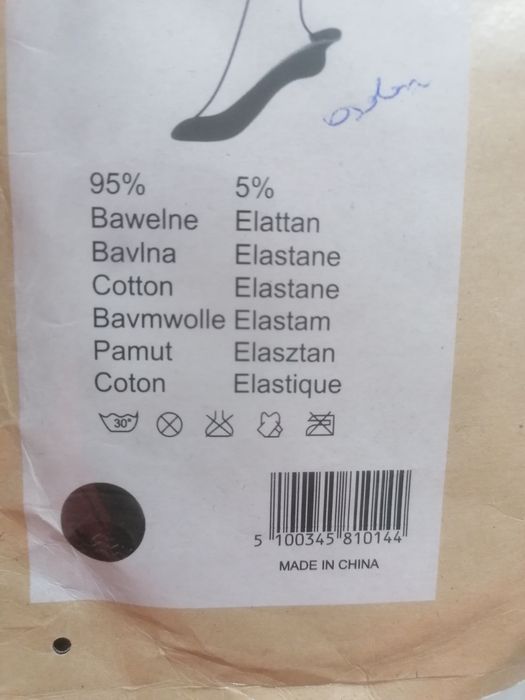 95% 5%
Bawelne Elattan
Bavlna Elastane
Cotton Elastane
Bavmwolle Elastam
Pamut Elasztan
Coton Elastique
30°
5 100345 810144
MADE IN CHINA